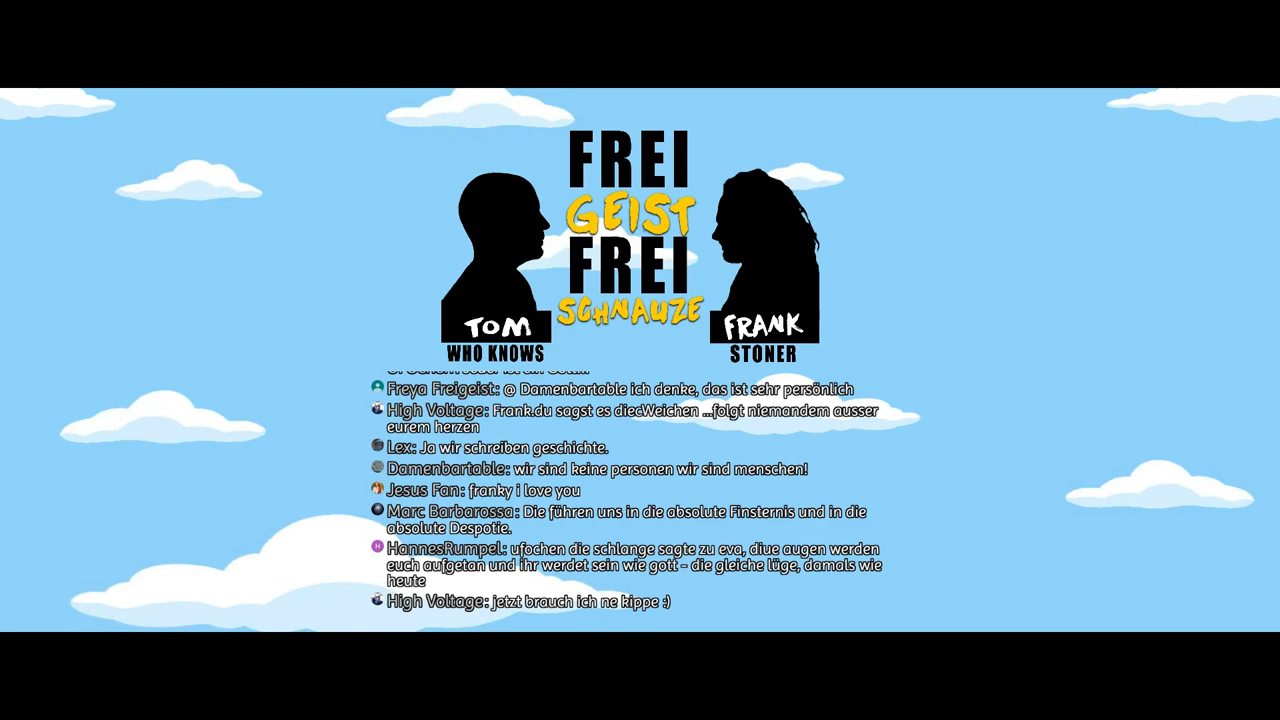 FREI
GEIST
FREI
SCHNAUZE
TOM
WHO KNOWS
FRANK
STONER
Freya Freigeist: @ Damenbartable ich denke, das ist sehr persönlich
High Voltage: Frank.du sagst es diecWeichen ...folgt niemandem ausser
eurem herzen
Lex: Ja wir schreiben geschichte.
Damenbartable: wir sind keine personen wir sind menschen!
Jesus Fan: franky i love you
Marc Barbarossa: Die führen uns in die absolute Finsternis und in die
absolute Despotie.
HannesRumpel: ufochen die schlange sagte zu eva, diue augen werden
euch aufgetan und ihr werdet sein wie gott - die gleiche lüge, damals wie
heute
High Voltage: jetzt brauch ich ne kippe :)